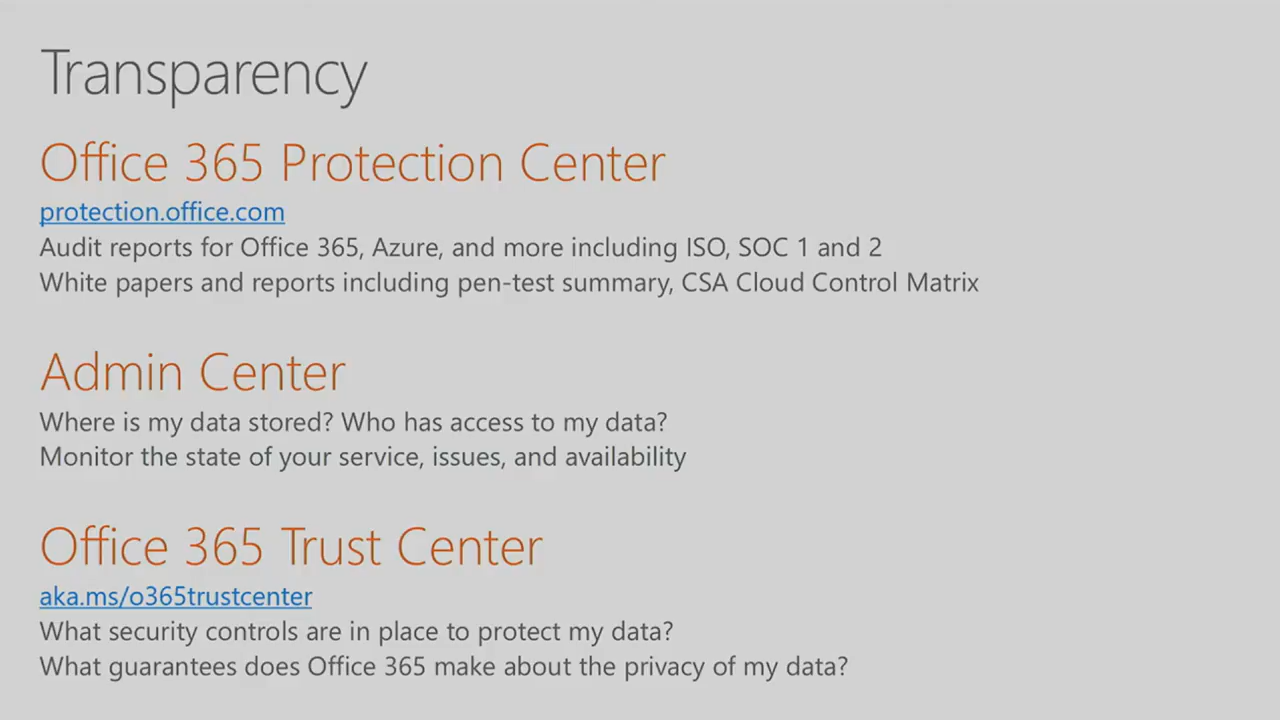 Transparency
Office 365 Protection Center
protection.office.com
Audit reports for Office 365, Azure, and more including ISO, SOC 1 and 2
White papers and reports including pen-test summary, CSA Cloud Control Matrix
Admin Center
Where is my data stored? Who has access to my data?
Monitor the state of your service, issues, and availability
Office 365 Trust Center
aka.ms/o365trustcenter
What security controls are in place to protect my data?
What guarantees does Office 365 make about the privacy of my data?